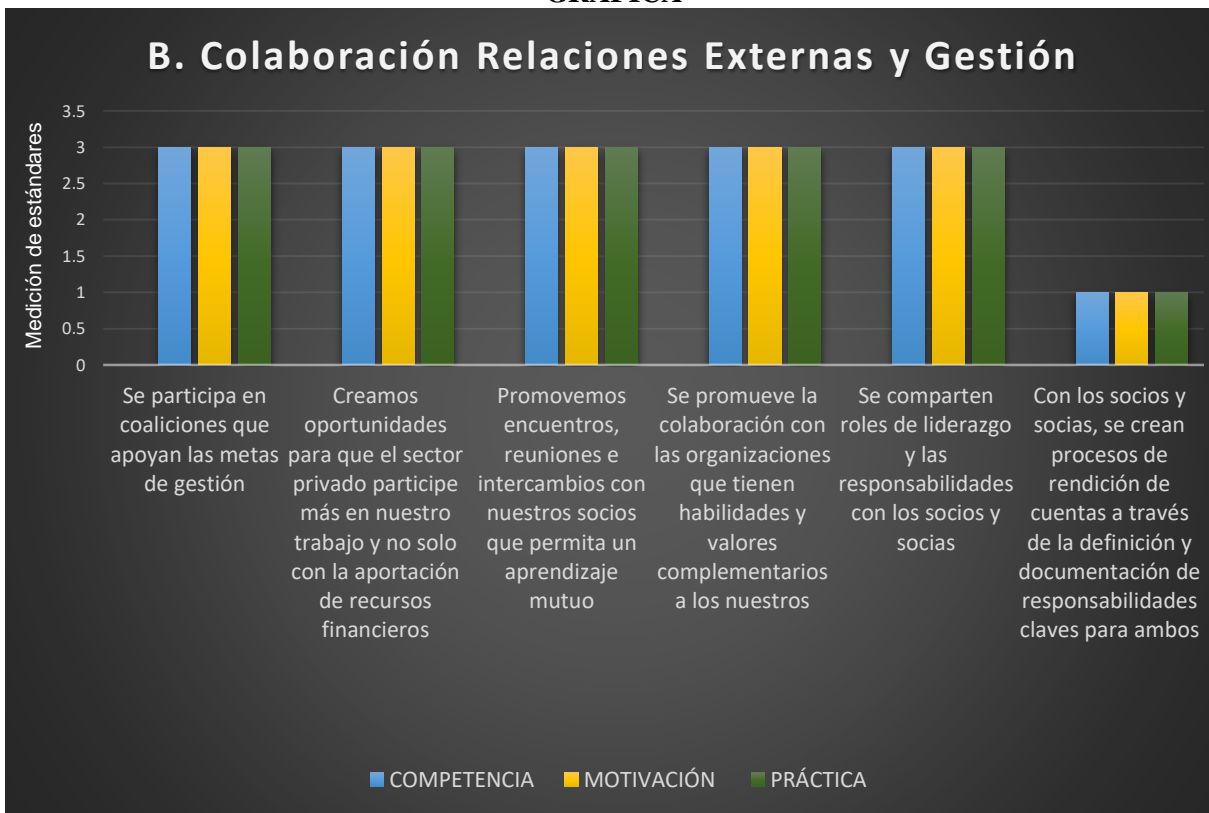 GRÁFICA
B. Colaboración Relaciones Externas y Gestión
Medición de estándares
3.5
3
2.5
2
1.5
1
0.5
0
Se participa en
coaliciones que
apoyan las metas
de gestión
Creamos
oportunidades
para que el sector
privado participe
más en nuestro
trabajo y no solo
con la aportación
de recursos
financieros
Promovemos
encuentros,
reuniones e
intercambios con
nuestros socios
que permita un
aprendizaje
mutuo
Se promueve la
colaboración con
las organizaciones
que tienen
habilidades y
valores
complementarios
a los nuestros
Se comparten
roles de liderazgo
y las
responsabilidades
con los socios y
socias
Con los socios y
socias, se crean
procesos de
rendición de
cuentas a través
de la definición y
documentación de
responsabilidades
claves para ambos
COMPETENCIA
MOTIVACIÓN
PRÁCTICA